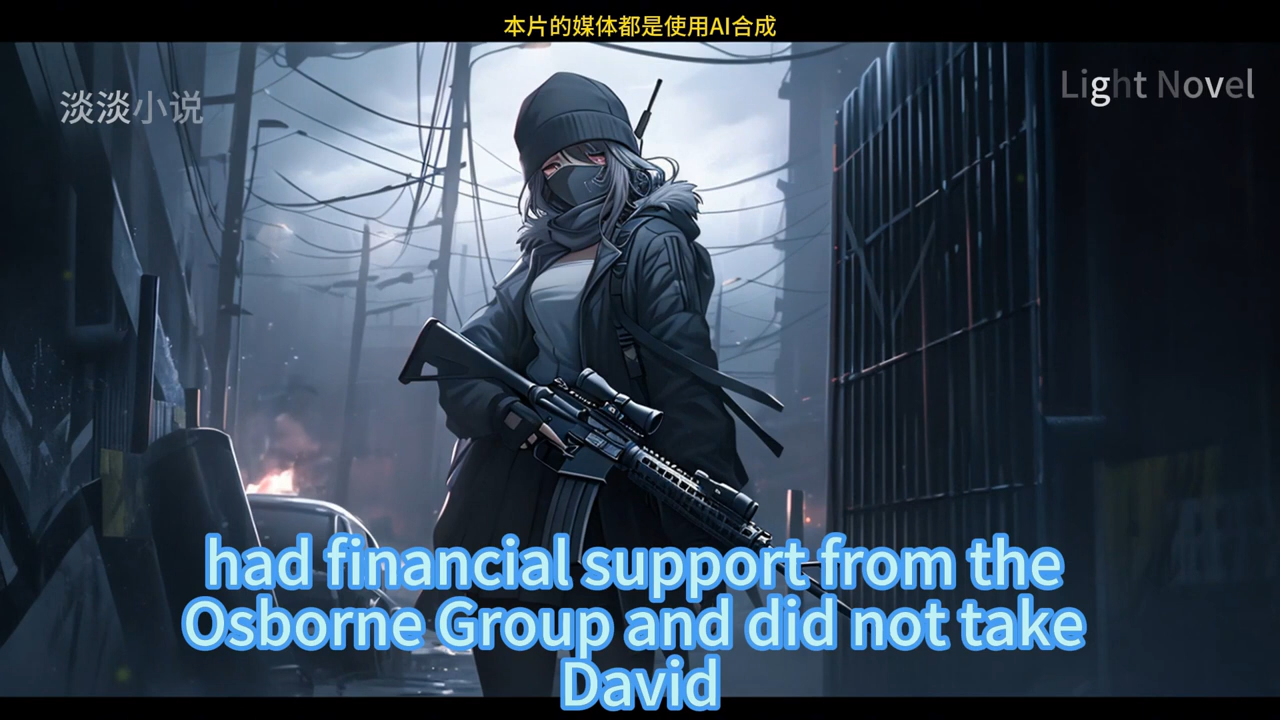 本片的媒体都是使用AI合成
淡淡小说
Light Novel
had financial support from the
Osborne Group and did not take
David